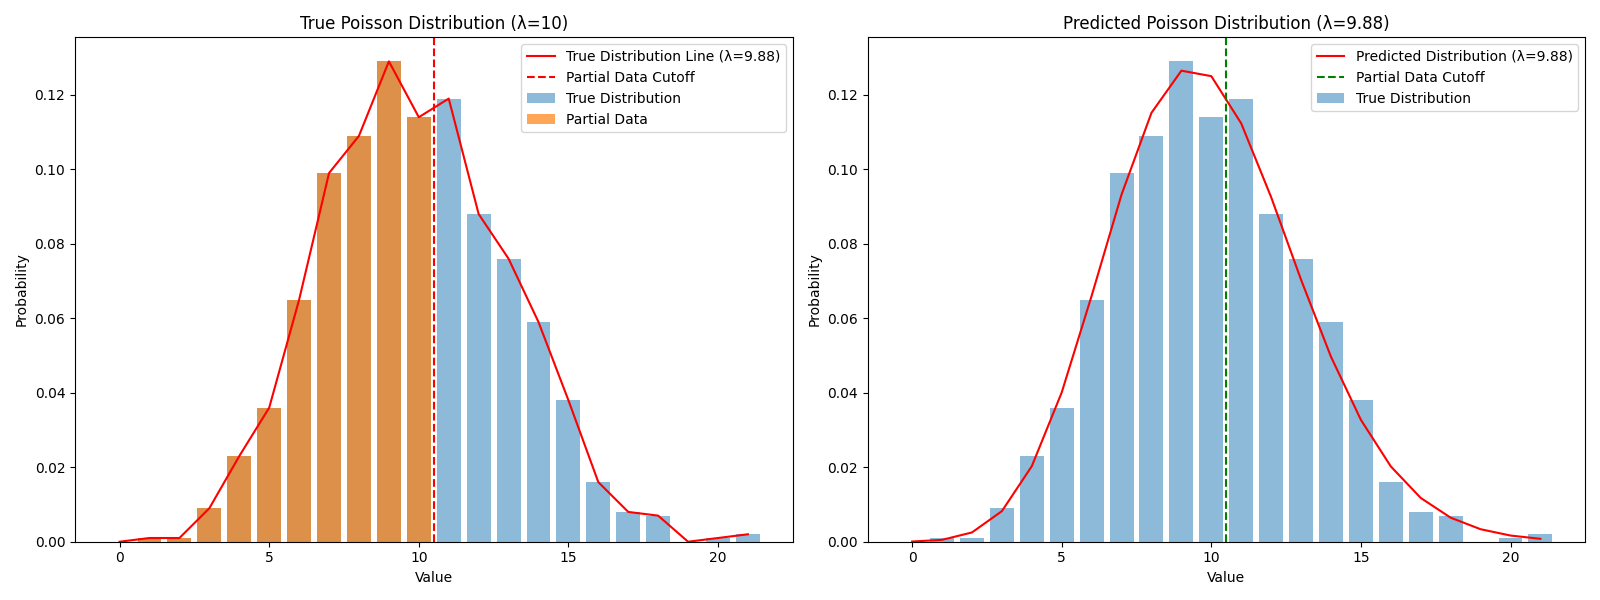 True Poisson Distribution (λ=10)
True Distribution Line (λ=9.88)
Partial Data Cutoff
True Distribution
Partial Data
Probability
0.12
0.10
0.08
0.06
0.04
0.02
0.00
0 5 10 15 20
Value
Predicted Poisson Distribution (λ=9.88)
Predicted Distribution (λ=9.88)
Partial Data Cutoff
True Distribution
Probability
0.12
0.10
0.08
0.06
0.04
0.02
0.00
0 5 10 15 20
Value